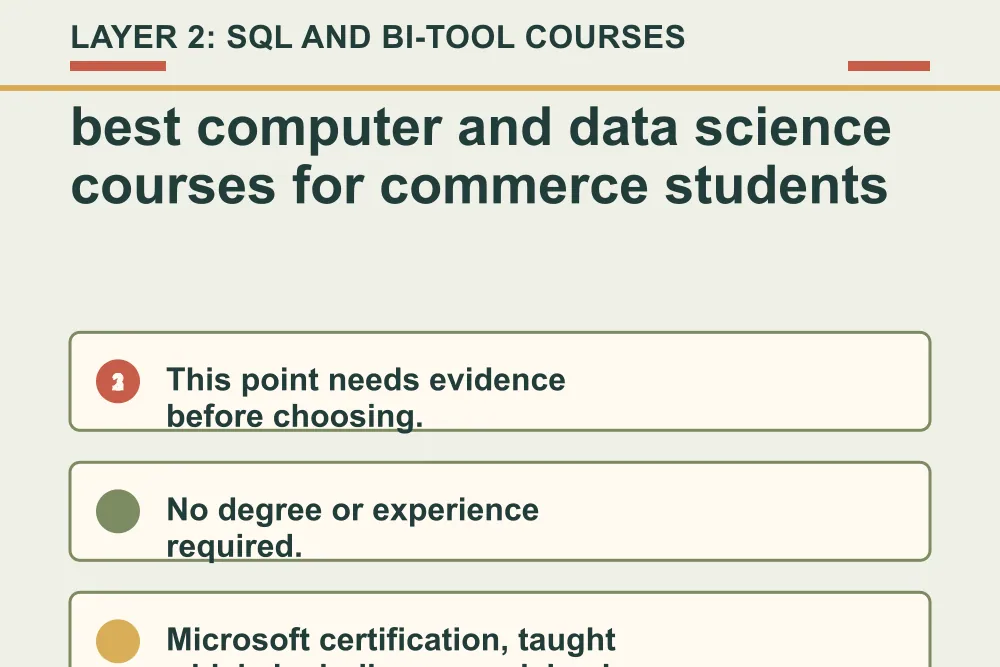 LAYER 2: SQL AND BI-TOOL COURSES
best computer and data science
courses for commerce students
This point needs evidence
before choosing.
No degree or experience
required.
Microsoft certification, taught